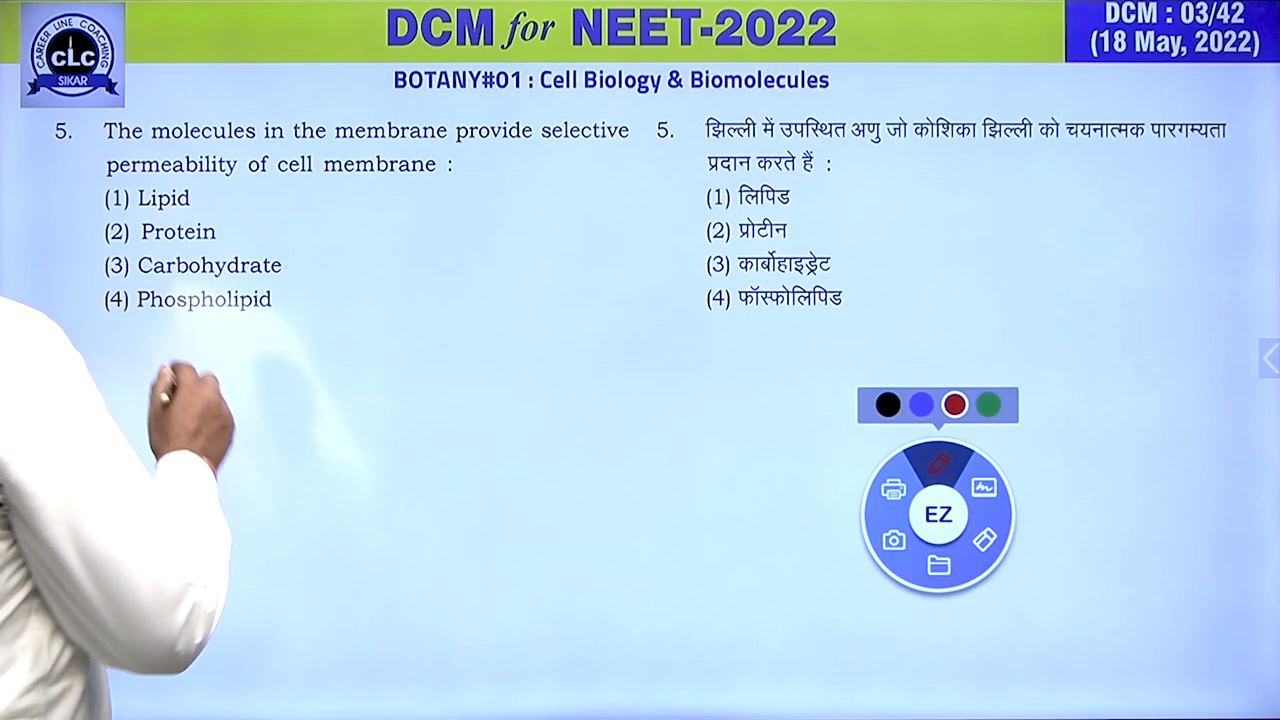 DCM for NEET-2022
DCM : 03/42
(18 May, 2022)
CAREER LINE COACHING
CLC
SIKAR
BOTANY#01 : Cell Biology & Biomolecules
5. The molecules in the membrane provide selective
permeability of cell membrane :
(1) Lipid
(2) Protein
(3) Carbohydrate
(4) Phospholipid
5. झिल्ली में उपस्थित अणु जो कोशिका झिल्ली को चयनात्मक पारगम्यता
प्रदान करते हैं :
(1) लिपिड
(2) प्रोटीन
(3) कार्बोहाइड्रेट
(4) फॉस्फोलिपिड
EZ